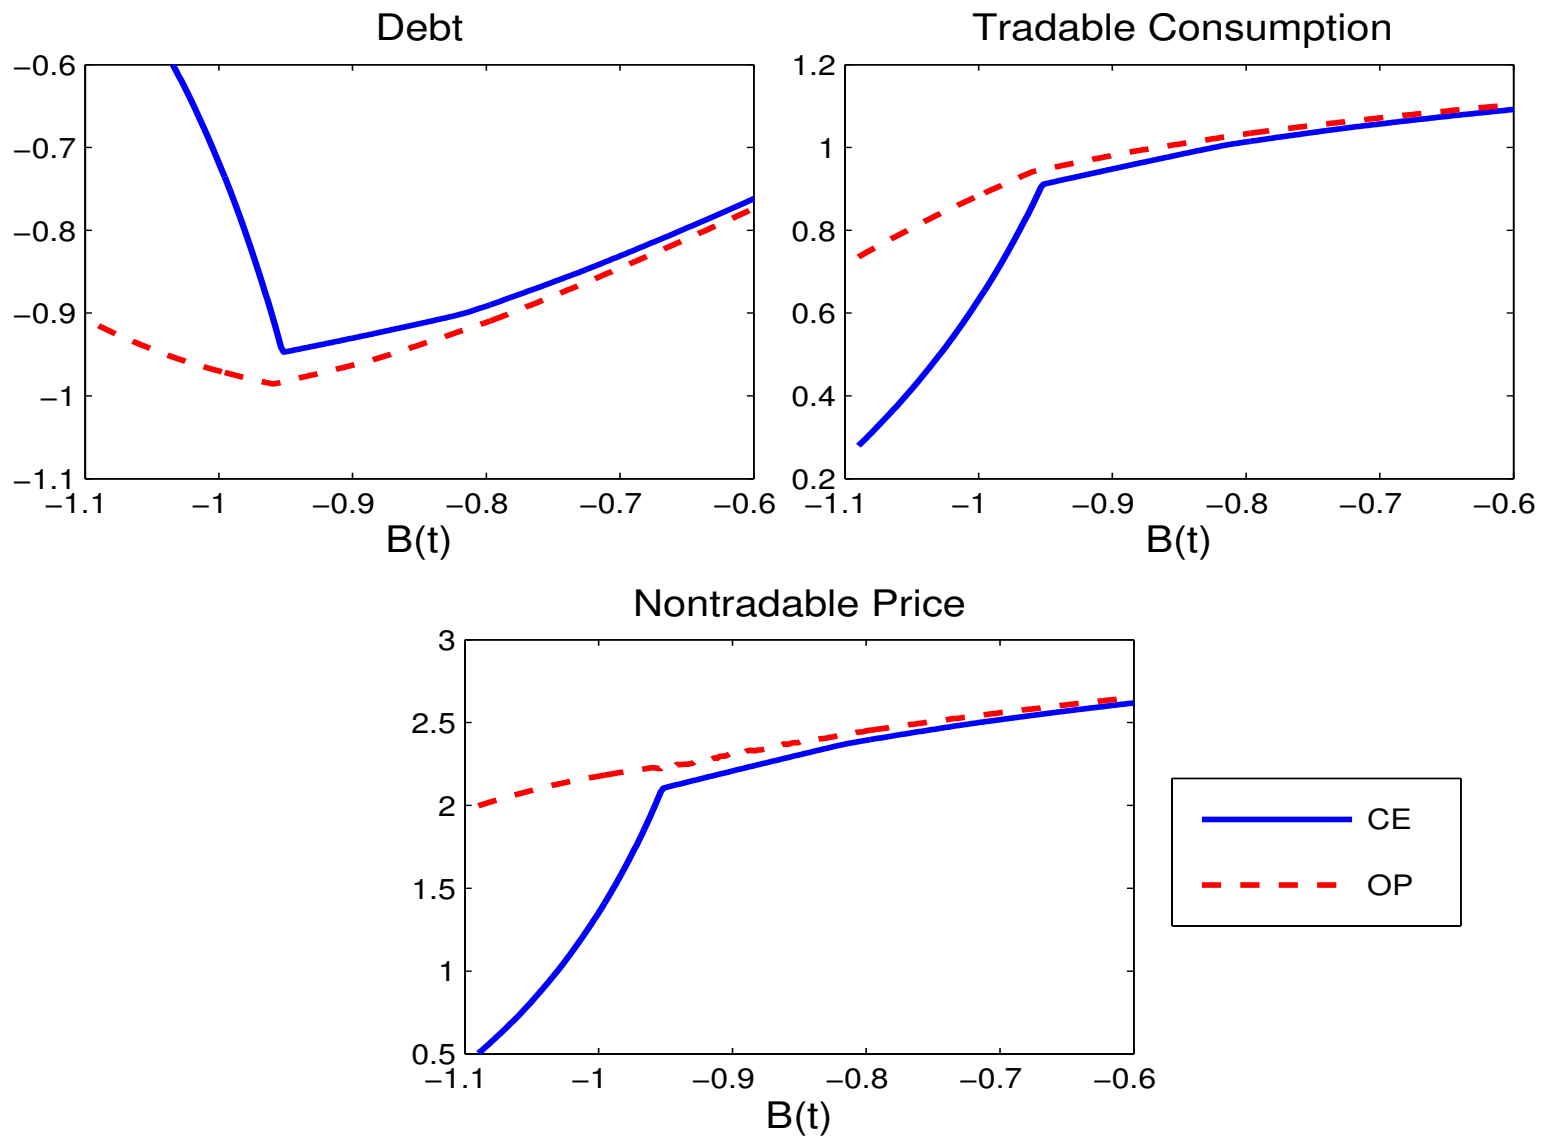 Debt
−0.6
−0.7
−0.8
−0.9
−1
−1.1
−1.1 −1 −0.9 −0.8 −0.7 −0.6
B(t)
Tradable Consumption
1.2
1
0.8
0.6
0.4
0.2
−1.1 −1 −0.9 −0.8 −0.7 −0.6
B(t)
Nontradable Price
3
2.5
2
1.5
1
0.5
−1.1 −1 −0.9 −0.8 −0.7 −0.6
B(t)
CE
OP